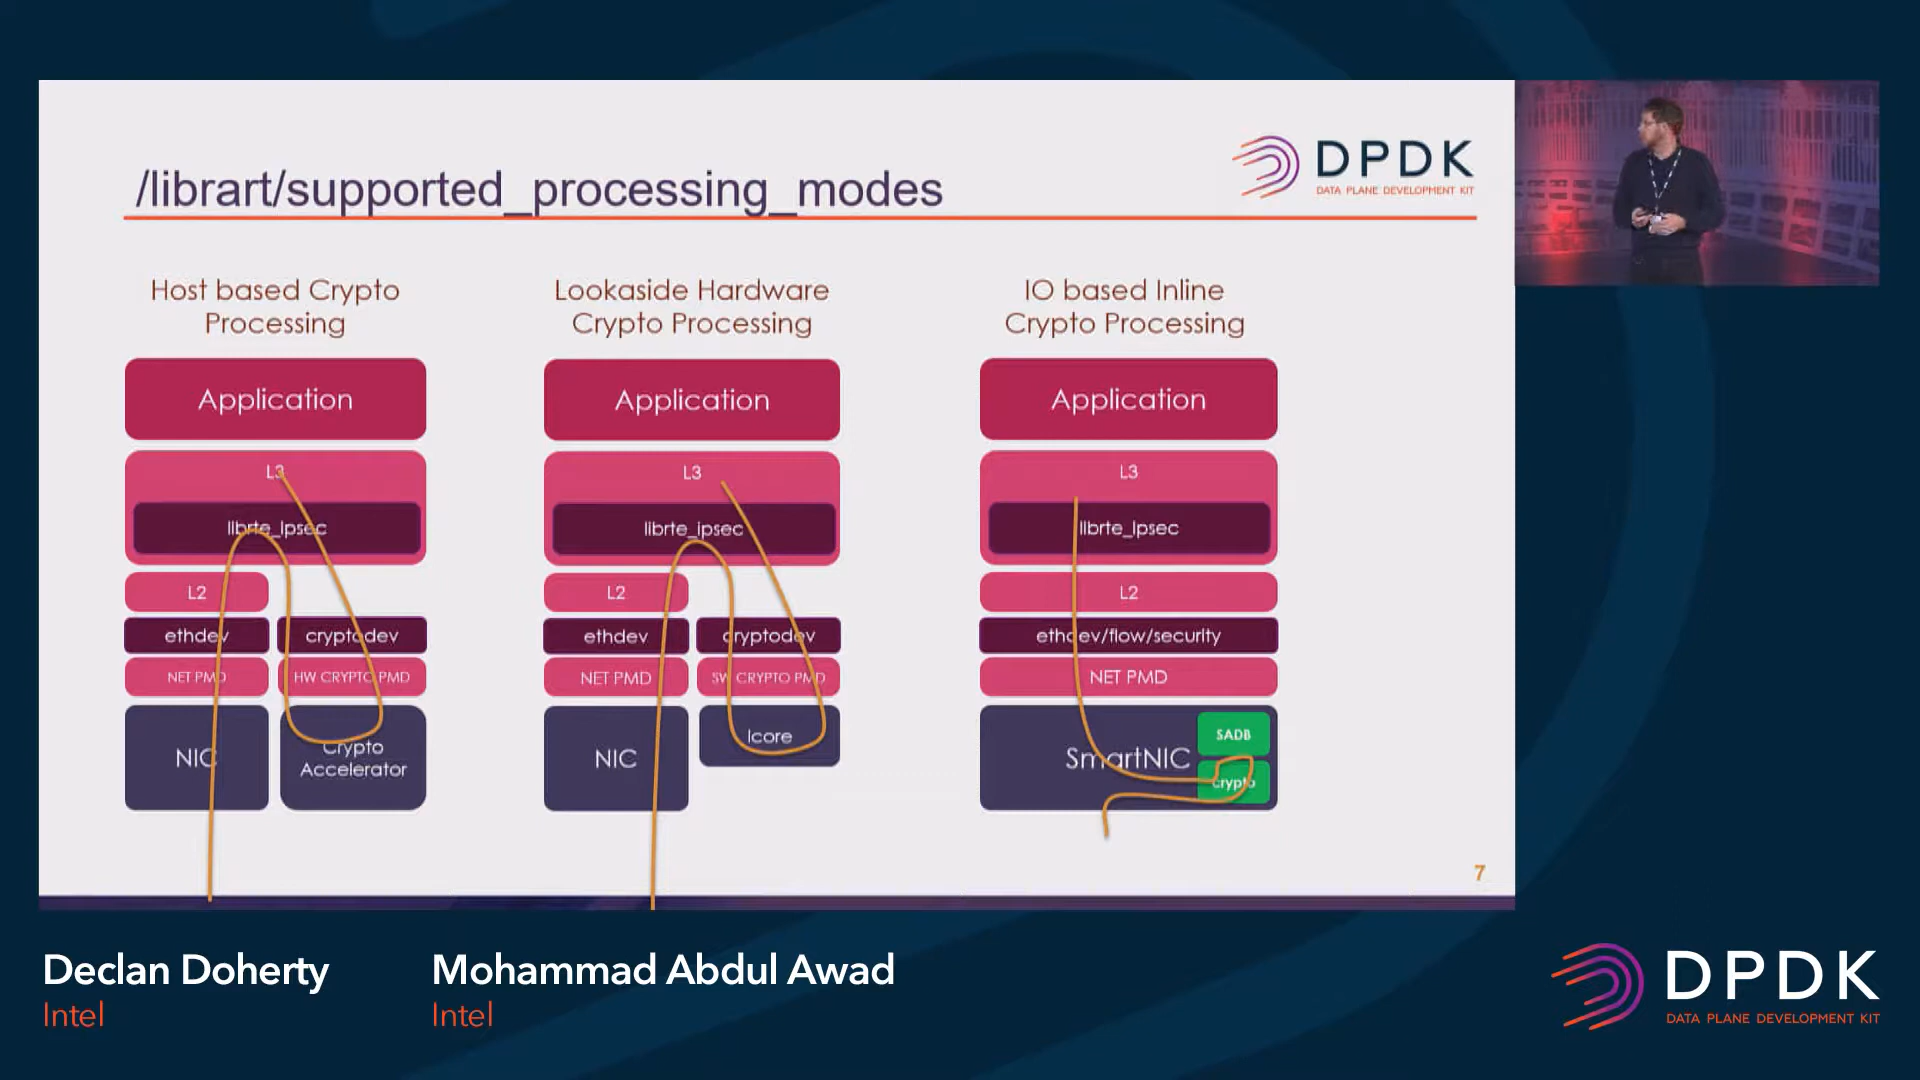 /librart/supported_processing_modes
DPDK
DATA PLANE DEVELOPMENT KIT
Host based Crypto
Processing
Application
L3
librte_ipsec
L2
ethdev
cryptodev
NET PMD
HW CRYPTO PMD
NIC
Crypto
Accelerator
Lookaside Hardware
Crypto Processing
Application
L3
librte_ipsec
L2
ethdev
cryptodev
NET PMD
SW CRYPTO PMD
NIC
lcore
IO based Inline
Crypto Processing
Application
L3
librte_ipsec
L2
ethdev/flow/security
NET PMD
SmartNIC
SADB
crypto
7
Declan Doherty
Intel
Mohammad Abdul Awad
Intel
DPDK
DATA PLANE DEVELOPMENT KIT